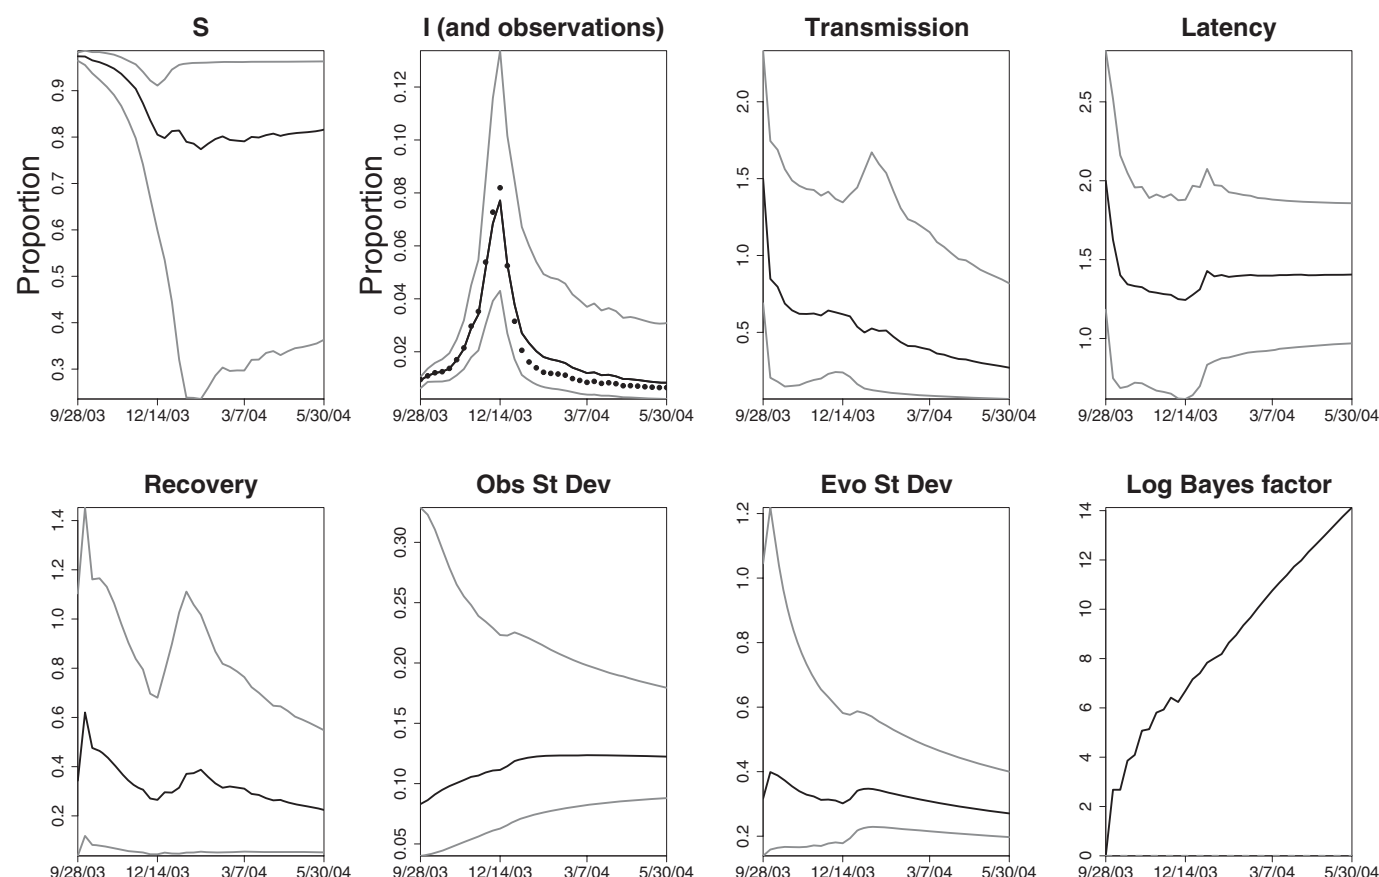 S
I (and observations)
Transmission
Latency
Proportion
0.3 0.4 0.5 0.6 0.7 0.8 0.9
Proportion
0.02 0.04 0.06 0.08 0.10 0.12
0.5 1.0 1.5 2.0
1.0 1.5 2.0 2.5
9/28/03 12/14/03 3/7/04 5/30/04
9/28/03 12/14/03 3/7/04 5/30/04
9/28/03 12/14/03 3/7/04 5/30/04
9/28/03 12/14/03 3/7/04 5/30/04
Recovery
Obs St Dev
Evo St Dev
Log Bayes factor
0.2 0.4 0.6 0.8 1.0 1.2 1.4
0.05 0.10 0.15 0.20 0.25 0.30
0.2 0.4 0.6 0.8 1.0 1.2
0 2 4 6 8 10 12 14
9/28/03 12/14/03 3/7/04 5/30/04
9/28/03 12/14/03 3/7/04 5/30/04
9/28/03 12/14/03 3/7/04 5/30/04
9/28/03 12/14/03 3/7/04 5/30/04